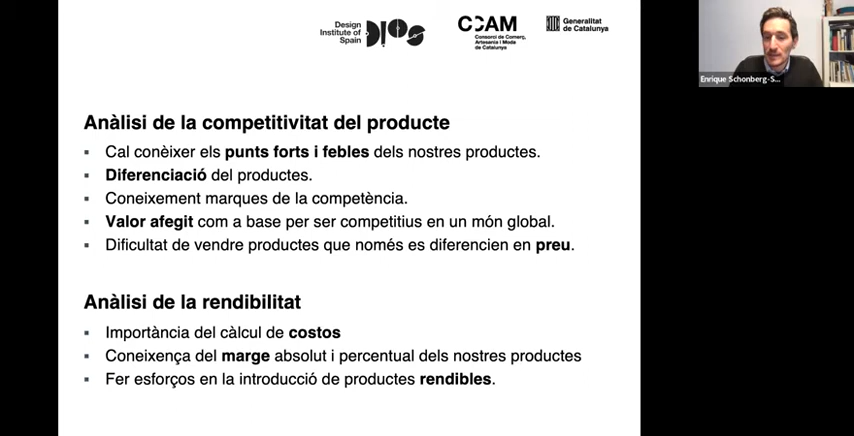 Design
Institute of
Spain
DIOS
CCAM
Consorci de Comerç,
Artesania i Moda
de Catalunya
Generalitat
de Catalunya
Enrique Schonberg-S...
Anàlisi de la competitivitat del producte
Cal conèixer els punts forts i febles dels nostres productes.
Diferenciació del productes.
Coneixement marques de la competència.
Valor afegit com a base per ser competitius en un món global.
Dificultat de vendre productes que només es diferencien en preu.
Anàlisi de la rendibilitat
Importància del càlcul de costos
Coneixença del marge absolut i percentual dels nostres productes
Fer esforços en la introducció de productes rendibles.